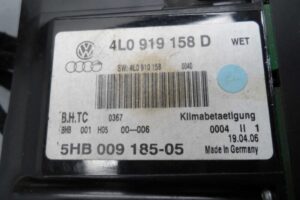 4L0 919 158 D WET
SW: 4L0 910 158 0040
B.H.TC 0367 Klimabetaetigung
BHB 001 H05 00--006 0004 II 1
19.04.06
5HB 009 185-05 Made in Germany